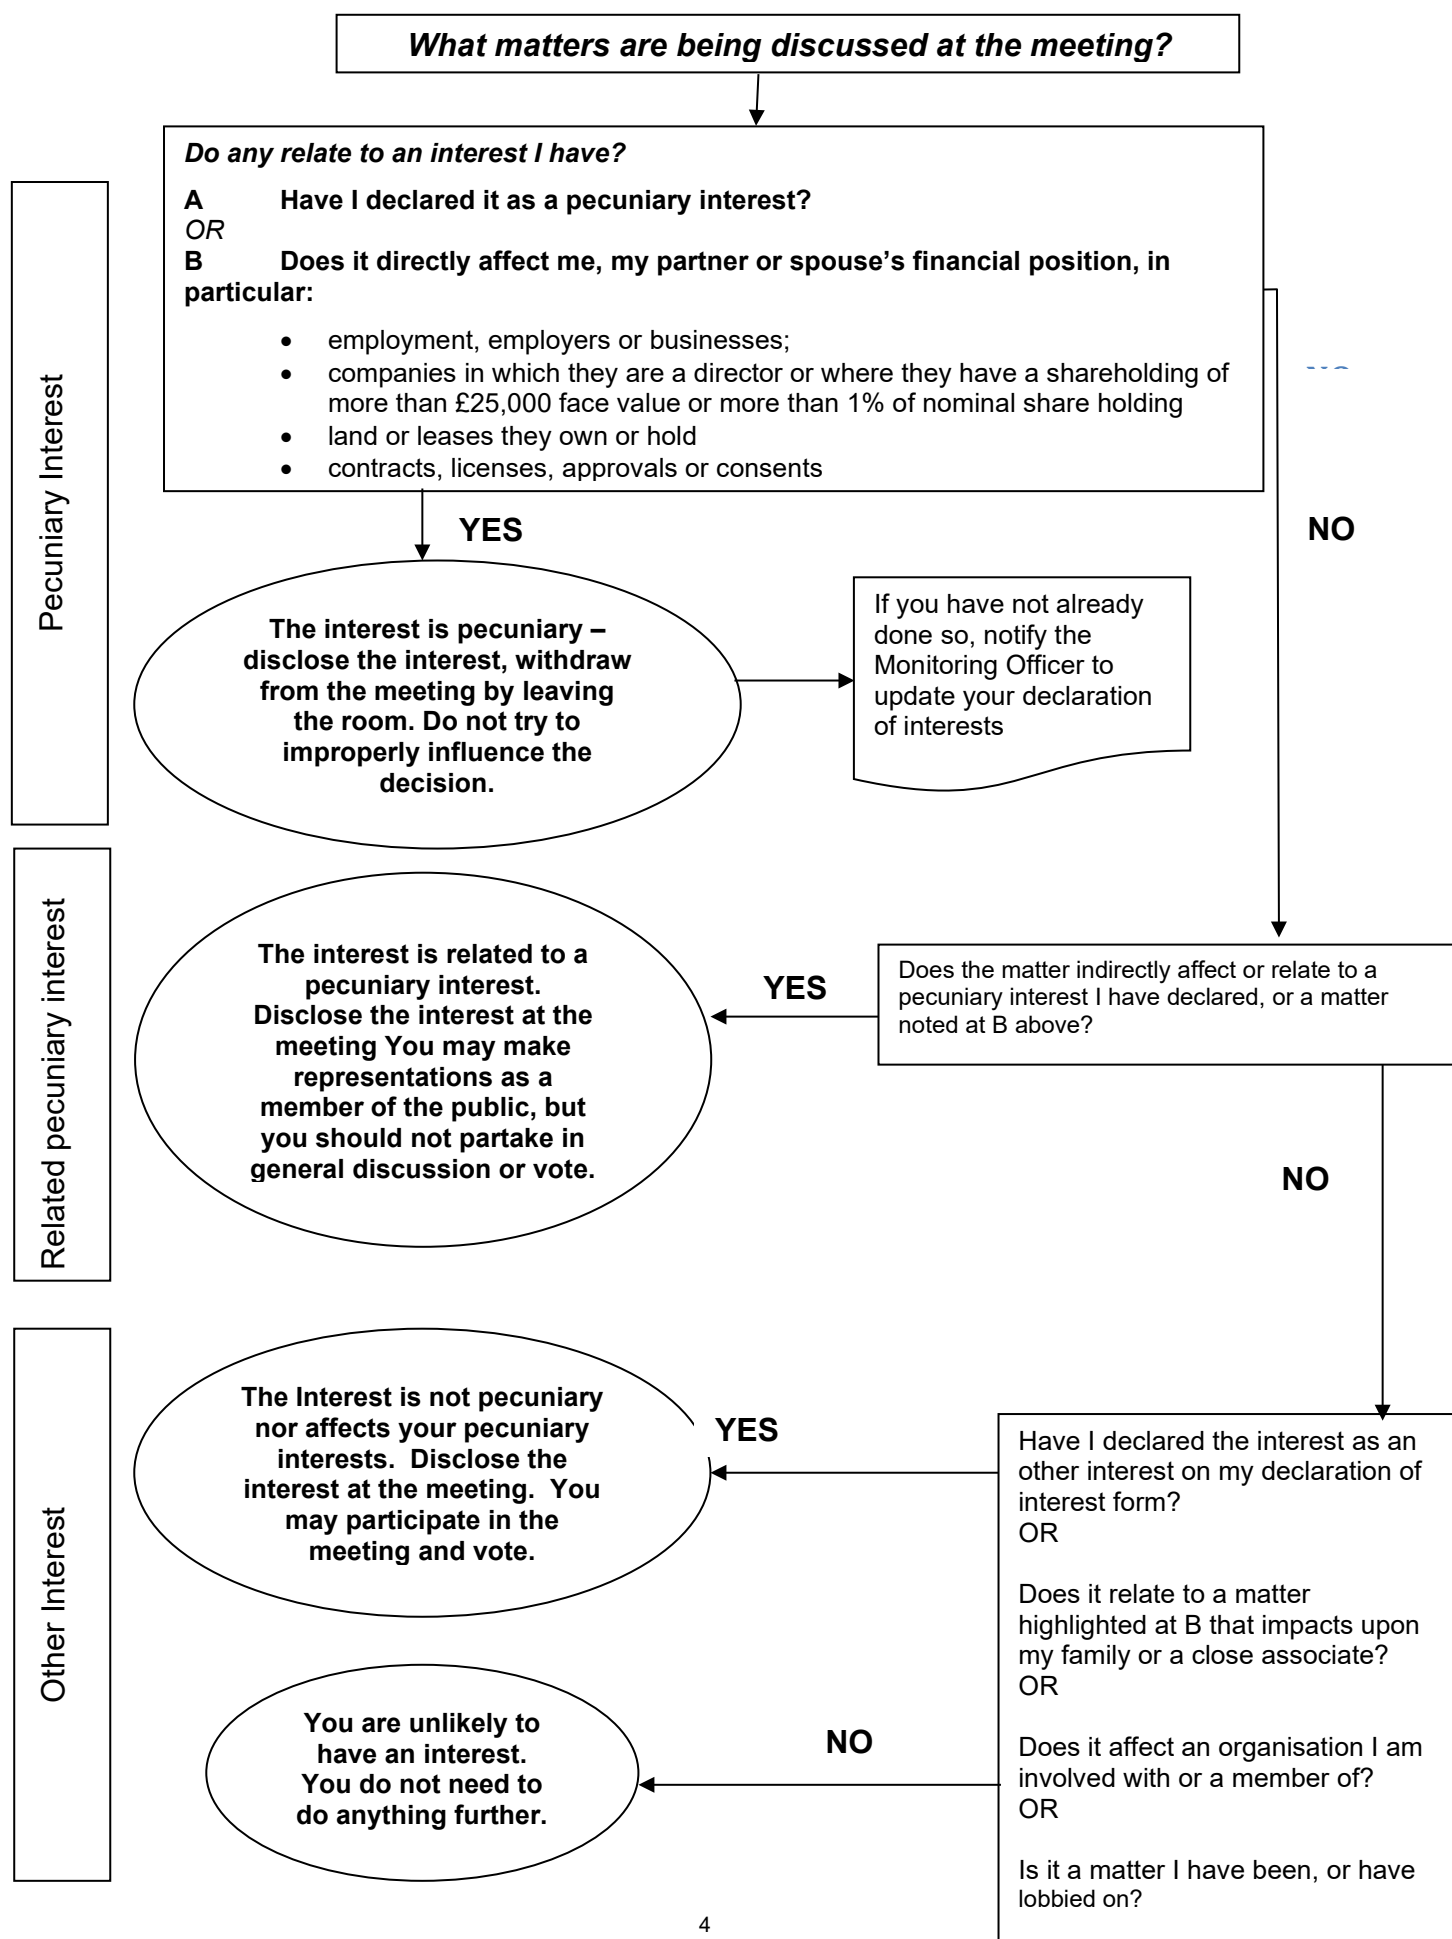 What matters are being discussed at the meeting?
Do any relate to an interest I have?
A Have I declared it as a pecuniary interest?
OR
B Does it directly affect me, my partner or spouse’s financial position, in
particular:
• employment, employers or businesses;
• companies in which they are a director or where they have a shareholding of
more than £25,000 face value or more than 1% of nominal share holding
• land or leases they own or hold
• contracts, licenses, approvals or consents
Pecuniary Interest
YES
NO
The interest is pecuniary –
disclose the interest, withdraw
from the meeting by leaving
the room. Do not try to
improperly influence the
decision.
If you have not already
done so, notify the
Monitoring Officer to
update your declaration
of interests
Related pecuniary interest
The interest is related to a
pecuniary interest.
Disclose the interest at the
meeting You may make
representations as a
member of the public, but
you should not partake in
general discussion or vote.
YES
Does the matter indirectly affect or relate to a
pecuniary interest I have declared, or a matter
noted at B above?
NO
Other Interest
The Interest is not pecuniary
nor affects your pecuniary
interests. Disclose the
interest at the meeting. You
may participate in the
meeting and vote.
YES
Have I declared the interest as an
other interest on my declaration of
interest form?
OR
Does it relate to a matter
highlighted at B that impacts upon
my family or a close associate?
OR
Does it affect an organisation I am
involved with or a member of?
OR
Is it a matter I have been, or have
lobbied on?
NO
You are unlikely to
have an interest.
You do not need to
do anything further.
4